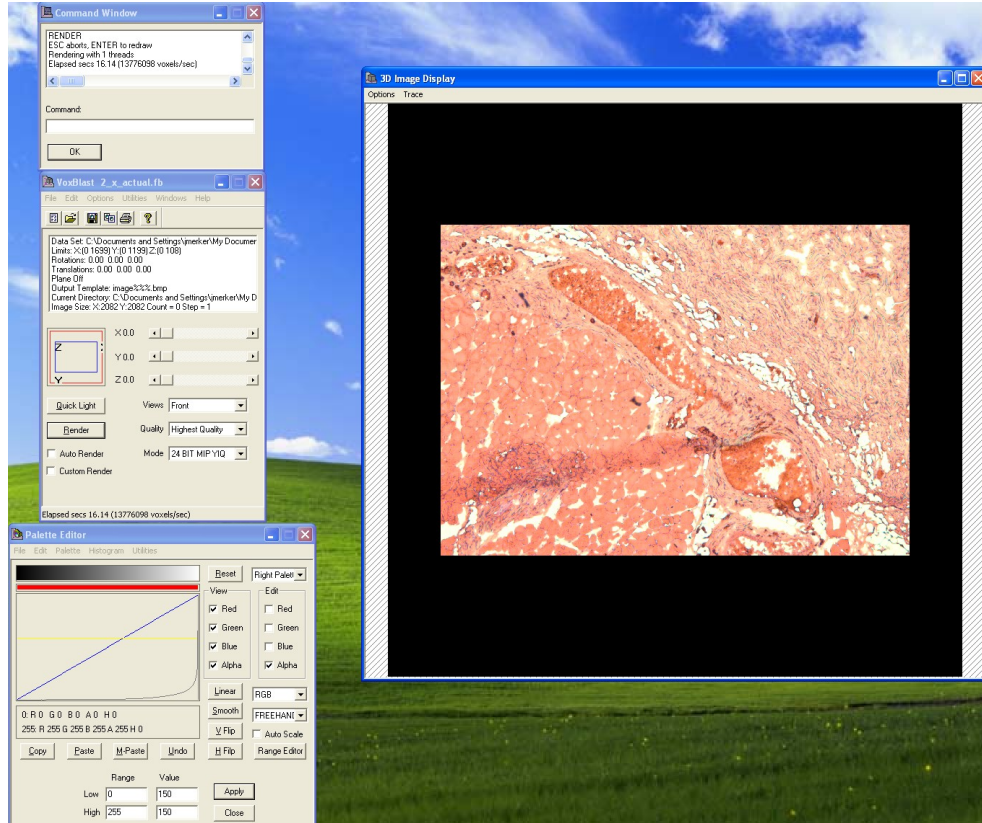 Command Window
RENDER
ESC aborts, ENTER to redraw
Rendering with 1 threads
Elapsed secs 16.14 (13776098 voxels/sec)
Command:
OK
VoxBlast 2_x_actual.fb
File Edit Options Utilities Windows Help
Data Set: C:\Documents and Settings\jmerker\My Documer
Limits: X:(0 1699) Y:(0 1199) Z:(0 108)
Rotations: 0.00 0.00 0.00
Translations: 0.00 0.00 0.00
Plane Off
Output Template: image%%%.bmp
Current Directory: C:\Documents and Settings\jmerker\My D
Image Size: X:2082 Y:2082 Count = 0 Step = 1
Z
Y
X 0.0
Y 0.0
Z 0.0
Quick Light Views Front
Render Quality Highest Quality
Auto Render Mode 24 BIT MIP YIQ
Custom Render
Elapsed secs 16.14 (13776098 voxels/sec)
Palette Editor
File Edit Palette Histogram Utilities
Reset Right Palett
View Edit
Red Red
Green Green
Blue Blue
Alpha Alpha
Linear RGB
Smooth FREEHAND
V Flip Auto Scale
0: R 0 G 0 B 0 A 0 H 0
255: R 255 G 255 B 255 A 255 H 0
Copy Paste M-Paste Undo H Flip Range Editor
Range Value
Low 0 150 Apply
High 255 150 Close
3D Image Display
Options Trace